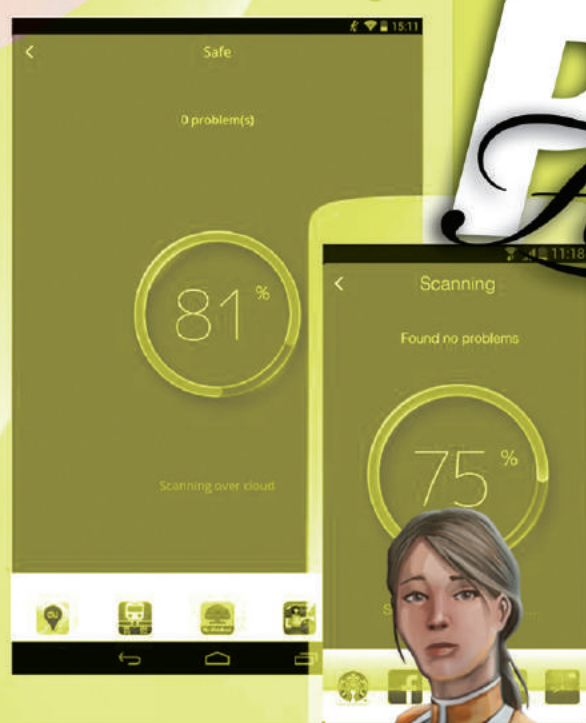 15:11
Safe
0 problem(s)
81%
Scanning over cloud
11:18
Scanning
Found no problems
75%